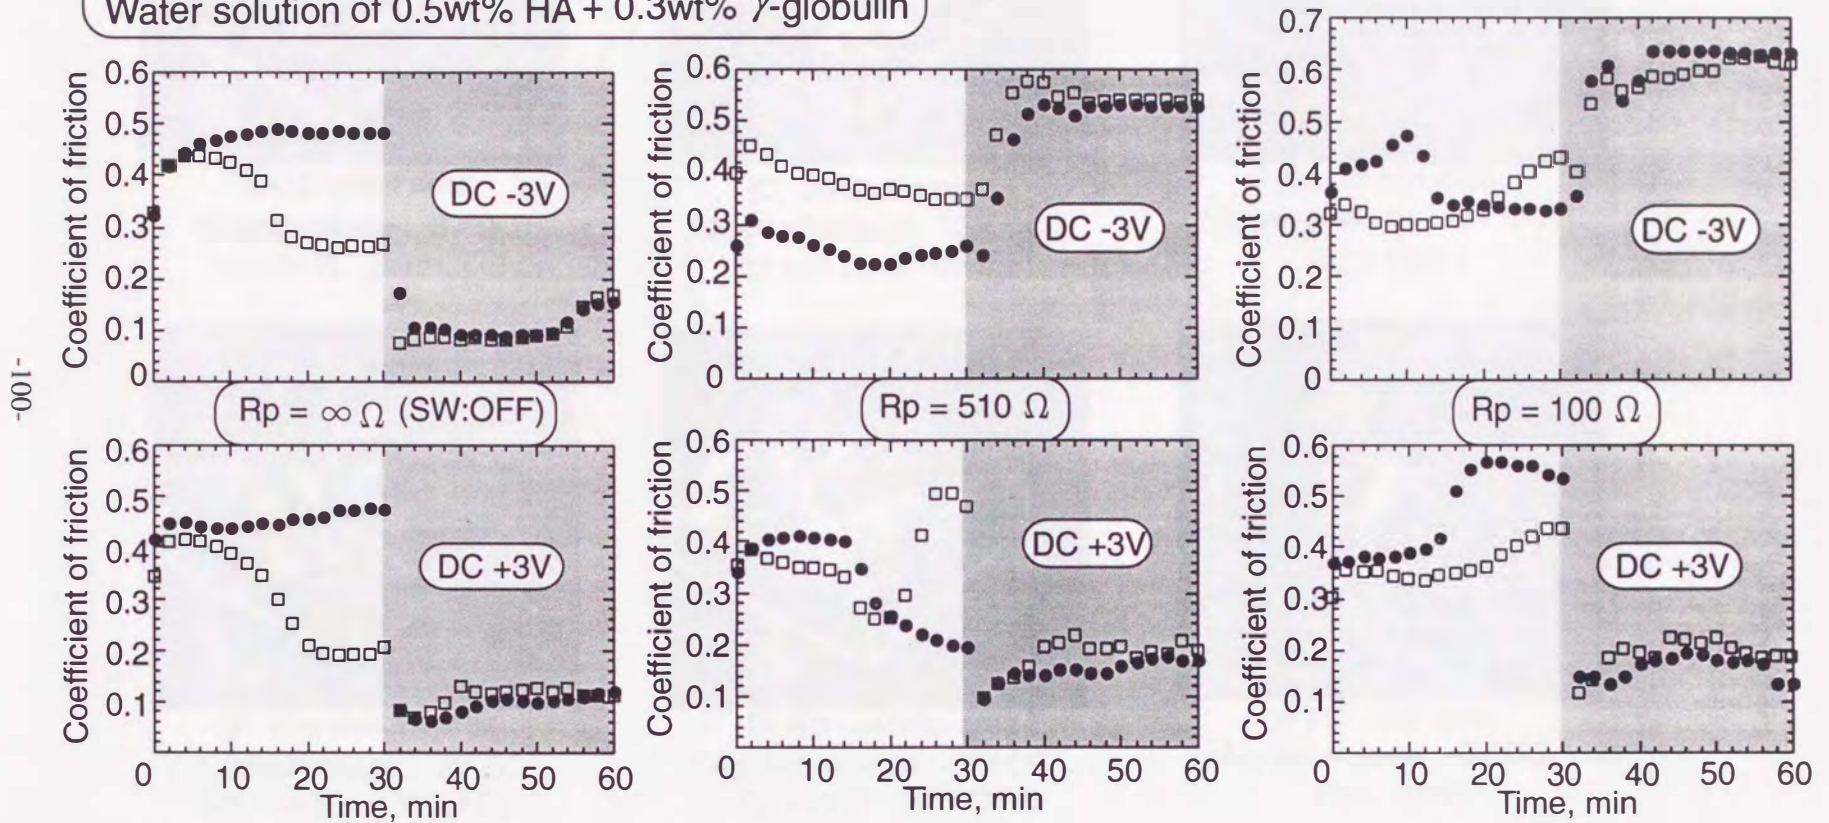 Water solution of 0.5wt% HA + 0.3wt% γ-globulin
Coefficient of friction
0.6
0.5
0.4
0.3
0.2
0.1
0
DC -3V
Coefficient of friction
0.6
0.5
0.4
0.3
0.2
0.1
0
DC -3V
Coefficient of friction
0.7
0.6
0.5
0.4
0.3
0.2
0.1
0
DC -3V
Rp = ∞ Ω (SW:OFF)
Rp = 510 Ω
Rp = 100 Ω
Coefficient of friction
0.6
0.5
0.4
0.3
0.2
0.1
DC +3V
0 10 20 30 40 50 60
Time, min
Coefficient of friction
0.6
0.5
0.4
0.3
0.2
0.1
DC +3V
0 10 20 30 40 50 60
Time, min
Coefficient of friction
0.6
0.5
0.4
0.3
0.2
0.1
DC +3V
0 10 20 30 40 50 60
Time, min
-100-